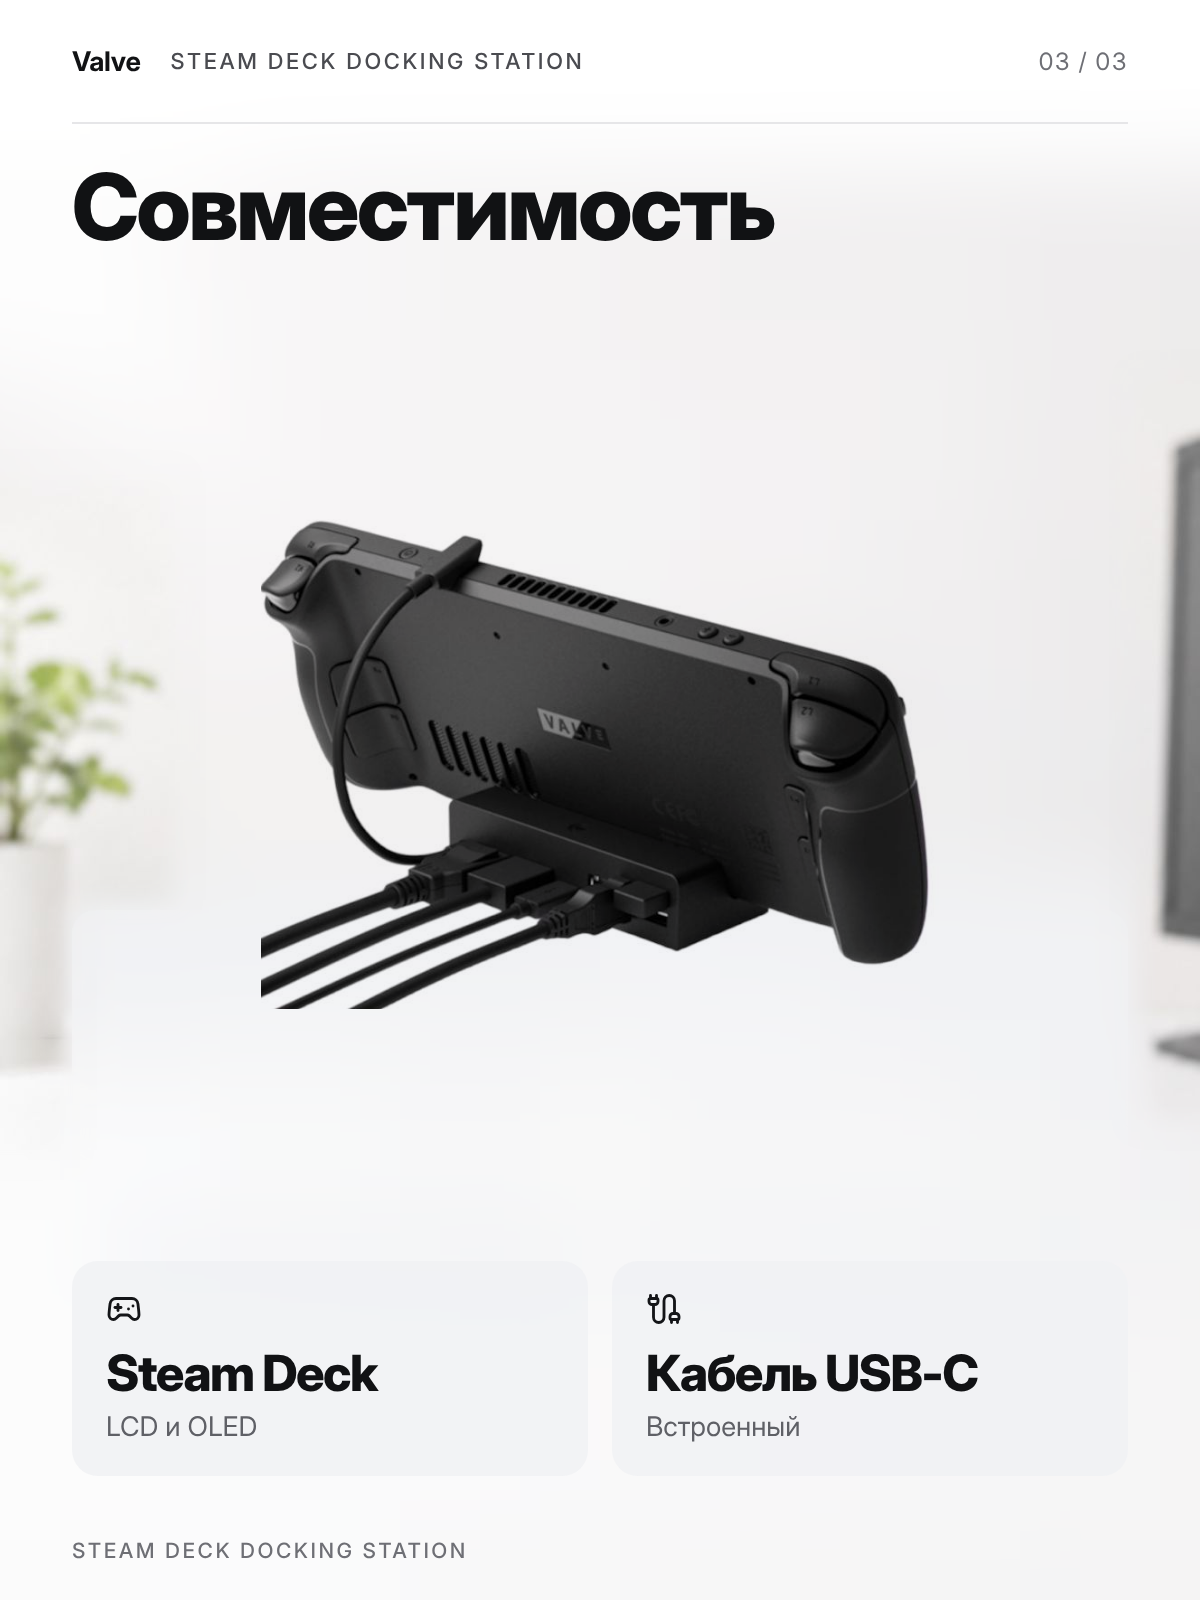 Valve STEAM DECK DOCKING STATION 03 / 03
Совместимость
VALVE
Steam Deck
LCD и OLED
Кабель USB-C
Встроенный
STEAM DECK DOCKING STATION